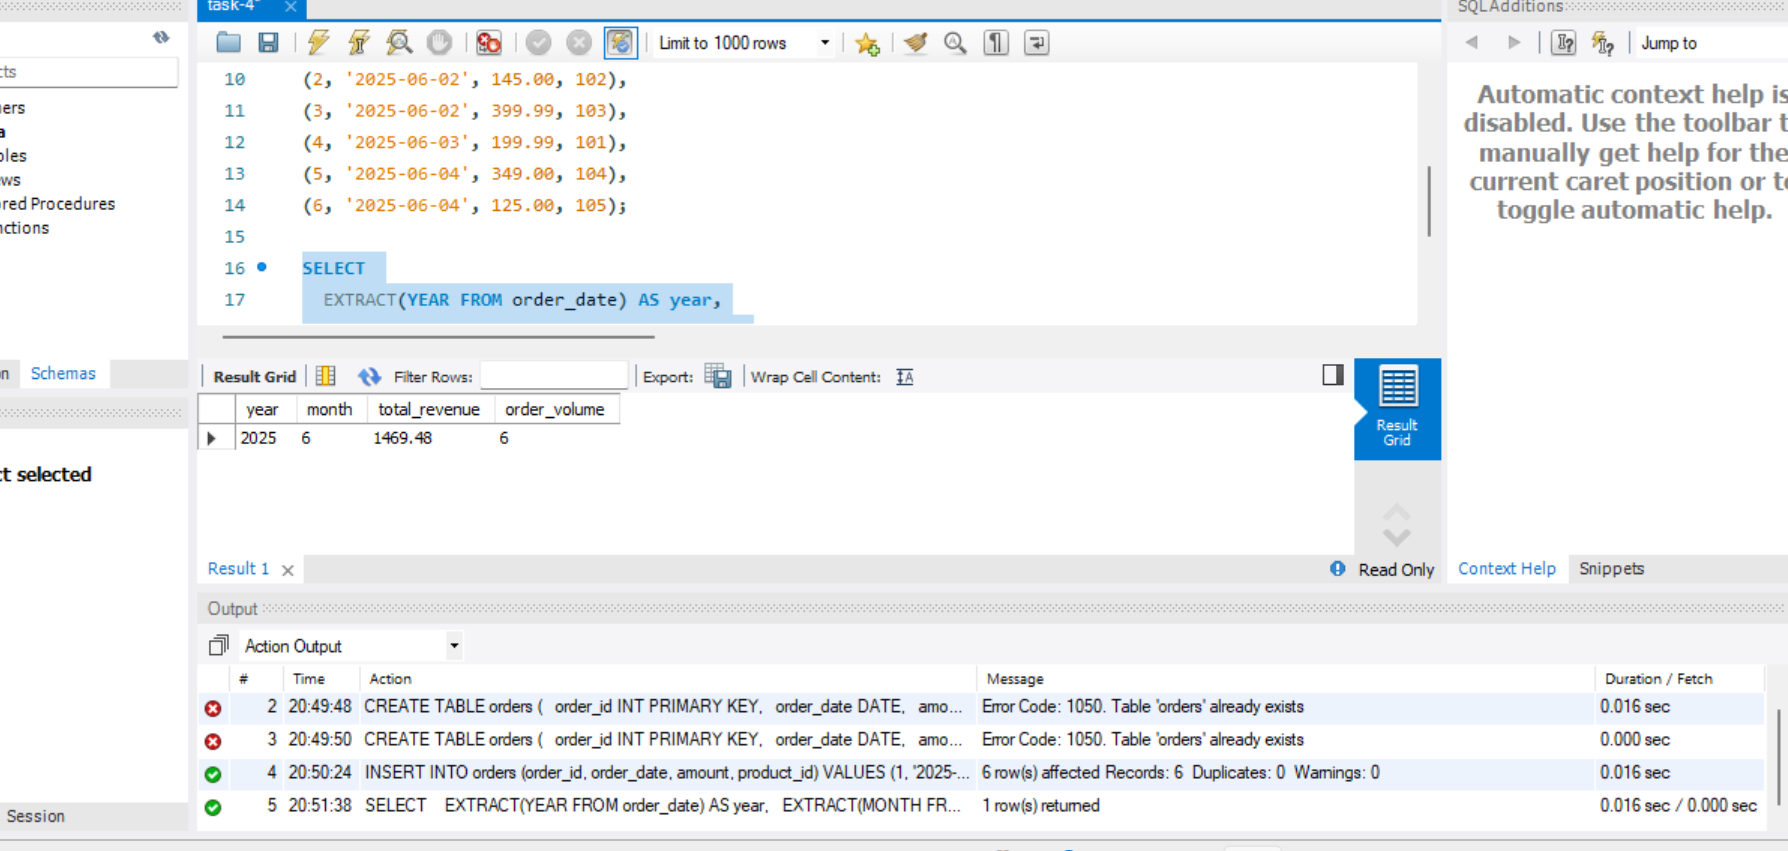 task-4*
SQLAdditions
Limit to 1000 rows
Jump to
10 (2, '2025-06-02', 145.00, 102),
11 (3, '2025-06-02', 399.99, 103),
12 (4, '2025-06-03', 199.99, 101),
13 (5, '2025-06-04', 349.00, 104),
14 (6, '2025-06-04', 125.00, 105);
15
16 SELECT
17 EXTRACT(YEAR FROM order_date) AS year,
Automatic context help is
disabled. Use the toolbar t
manually get help for the
current caret position or to
toggle automatic help.
cts
ers
a
bles
ews
ored Procedures
nctions
on Schemas
ct selected
Session
Result Grid Filter Rows: Export: Wrap Cell Content:
year month total_revenue order_volume
2025 6 1469.48 6
Result
Grid
Result 1
Read Only
Context Help Snippets
Output
Action Output
# Time Action Message Duration / Fetch
2 20:49:48 CREATE TABLE orders ( order_id INT PRIMARY KEY, order_date DATE, amo... Error Code: 1050. Table 'orders' already exists 0.016 sec
3 20:49:50 CREATE TABLE orders ( order_id INT PRIMARY KEY, order_date DATE, amo... Error Code: 1050. Table 'orders' already exists 0.000 sec
4 20:50:24 INSERT INTO orders (order_id, order_date, amount, product_id) VALUES (1, '2025-... 6 row(s) affected Records: 6 Duplicates: 0 Warnings: 0 0.016 sec
5 20:51:38 SELECT EXTRACT(YEAR FROM order_date) AS year, EXTRACT(MONTH FR... 1 row(s) returned 0.016 sec / 0.000 sec